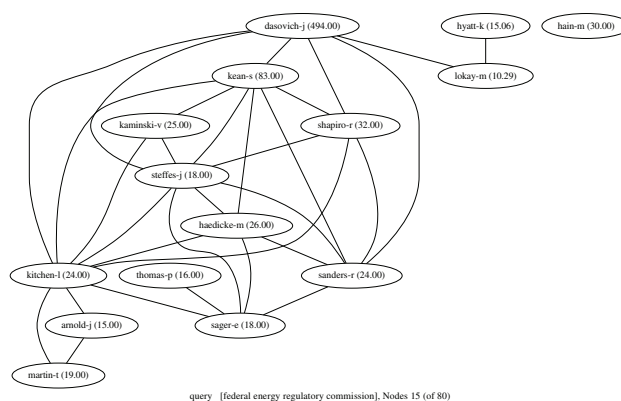 dasovich-j (494.00)
hyatt-k (15.06)
hain-m (30.00)
kean-s (83.00)
lokay-m (10.29)
kaminski-v (25.00)
shapiro-r (32.00)
steffes-j (18.00)
haedicke-m (26.00)
kitchen-l (24.00)
thomas-p (16.00)
sanders-r (24.00)
arnold-j (15.00)
sager-e (18.00)
martin-t (19.00)
query [federal energy regulatory commission], Nodes 15 (of 80)